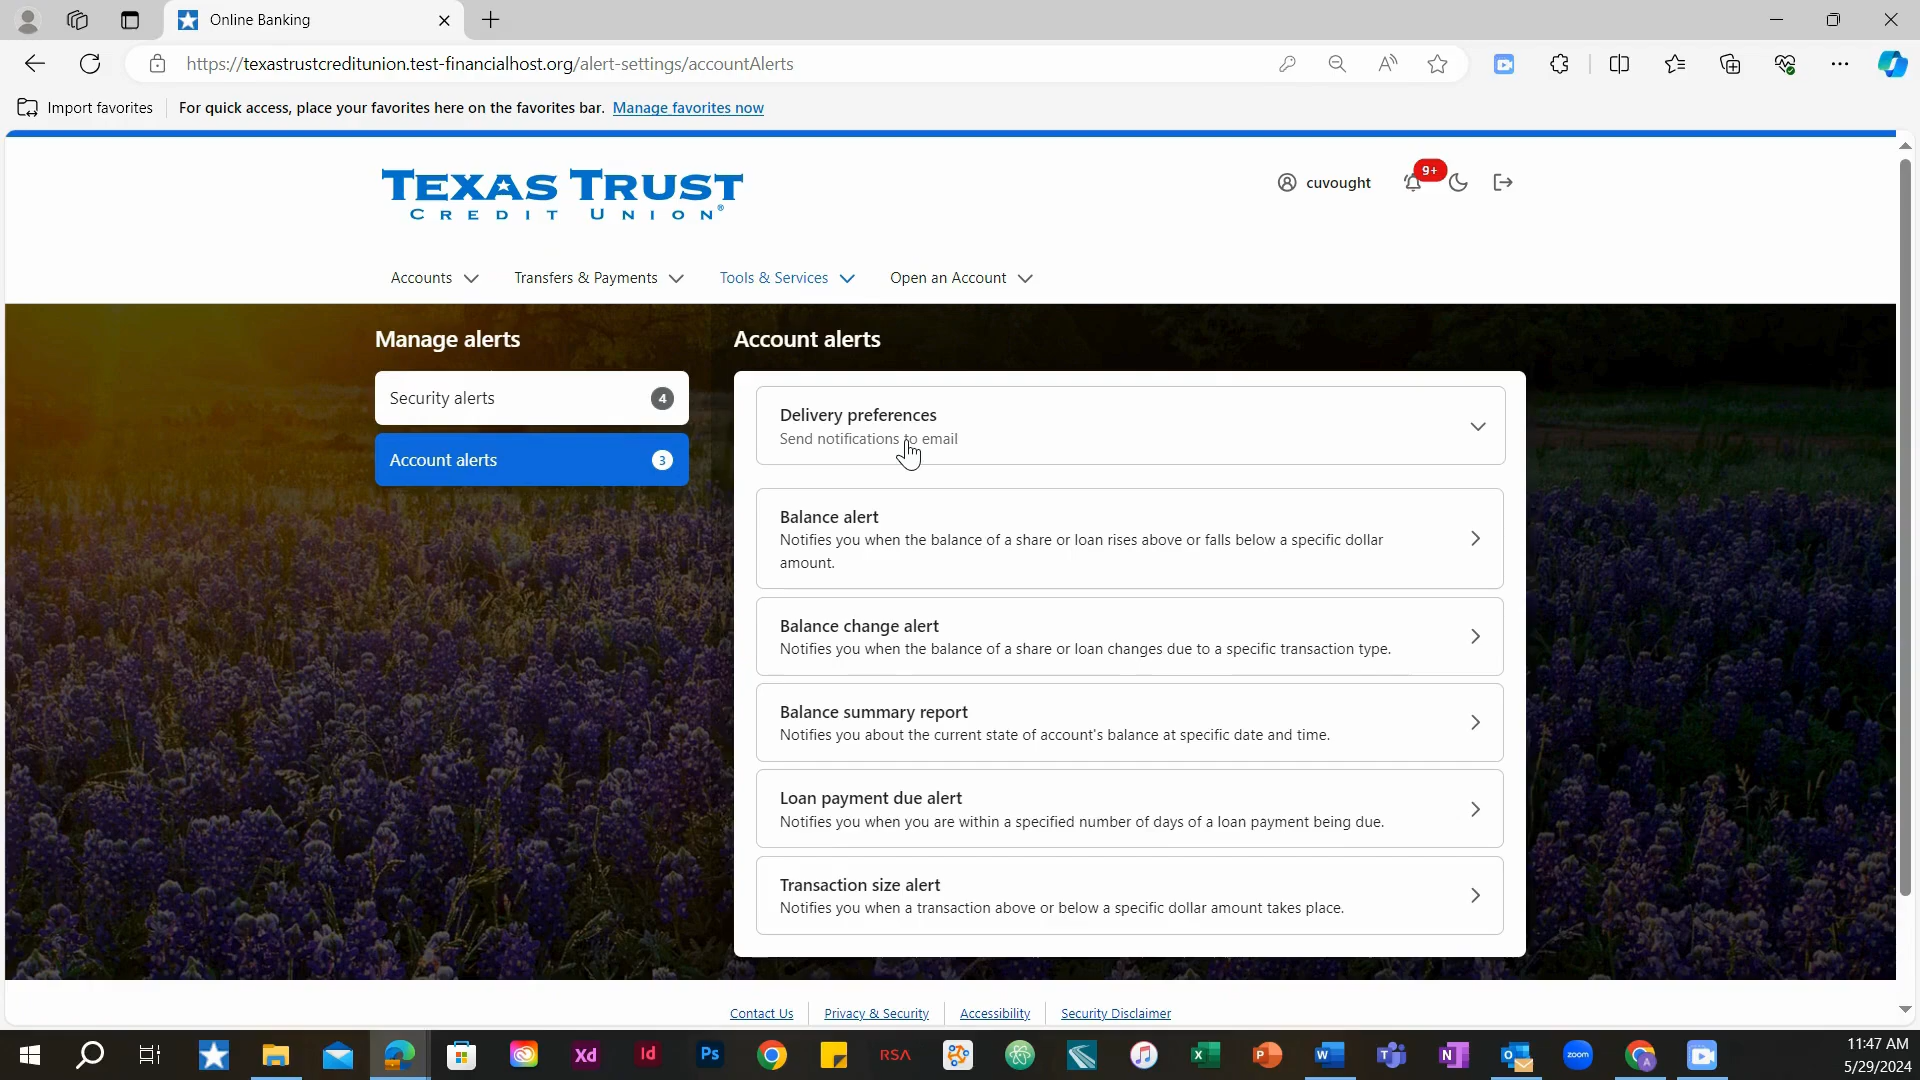 Online Banking
https://texastrustcreditunion.test-financialhost.org/alert-settings/accountAlerts
Import favorites
For quick access, place your favorites here on the favorites bar. Manage favorites now
TEXAS TRUST
CREDIT UNION®
cuvought
9+
Accounts
Transfers & Payments
Tools & Services
Open an Account
Manage alerts
Security alerts 4
Account alerts 3
Account alerts
Delivery preferences
Send notifications to email
Balance alert
Notifies you when the balance of a share or loan rises above or falls below a specific dollar
amount.
Balance change alert
Notifies you when the balance of a share or loan changes due to a specific transaction type.
Balance summary report
Notifies you about the current state of account's balance at specific date and time.
Loan payment due alert
Notifies you when you are within a specified number of days of a loan payment being due.
Transaction size alert
Notifies you when a transaction above or below a specific dollar amount takes place.
Contact Us
Privacy & Security
Accessibility
Security Disclaimer
Xd
Id
Ps
RSA
zoom
11:47 AM
5/29/2024